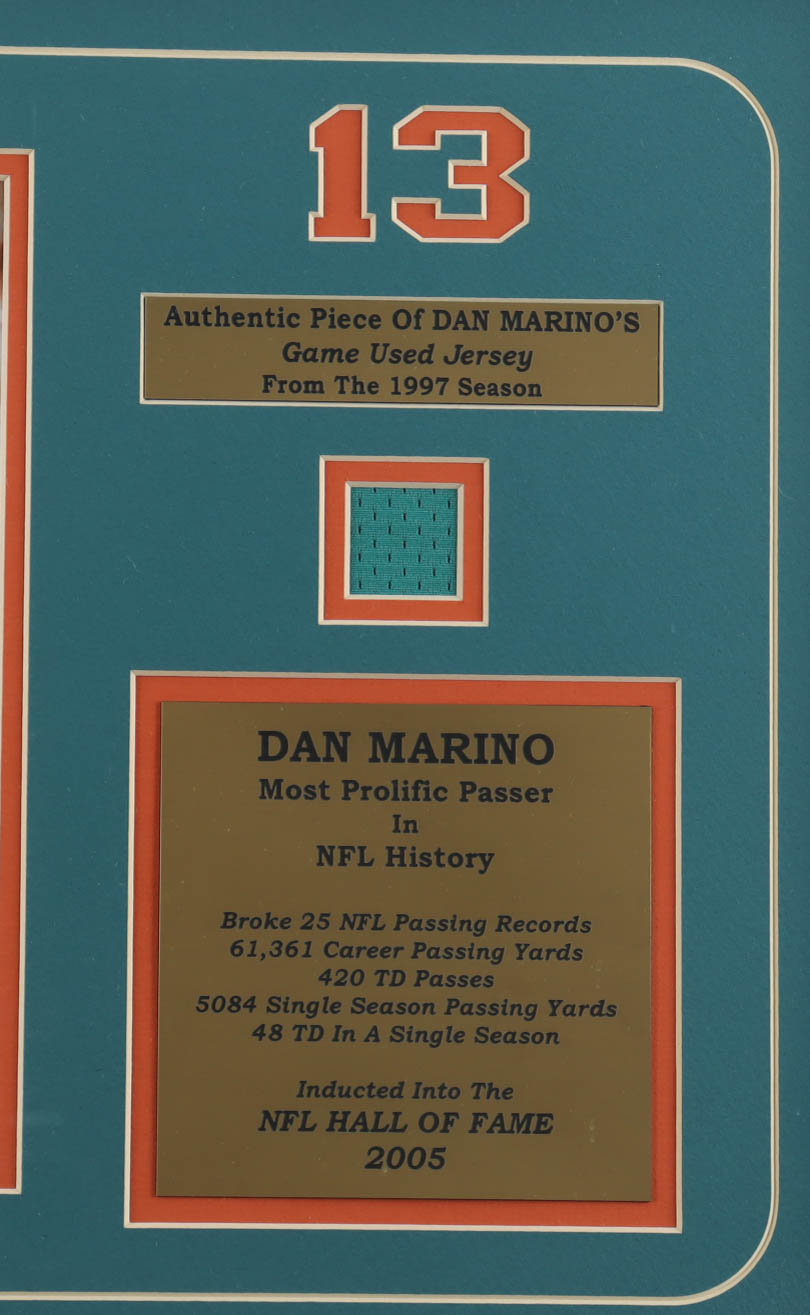 13
Authentic Piece Of DAN MARINO'S
Game Used Jersey
From The 1997 Season
DAN MARINO
Most Prolific Passer
In
NFL History
Broke 25 NFL Passing Records
61,361 Career Passing Yards
420 TD Passes
5084 Single Season Passing Yards
48 TD In A Single Season
Inducted Into The
NFL HALL OF FAME
2005